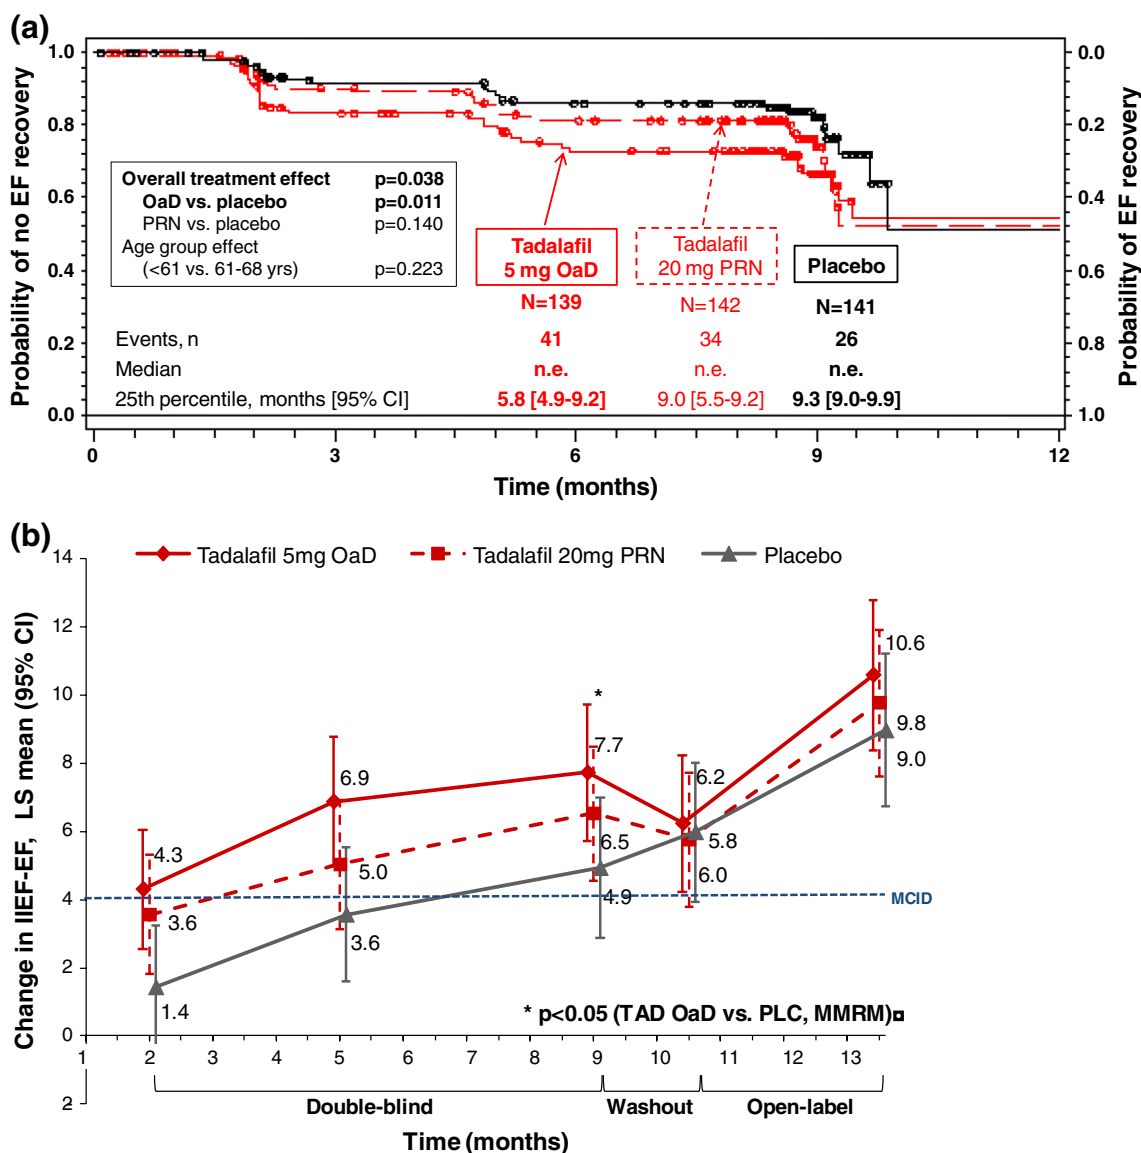 (a)
1.0
0.8
0.6
0.4
0.2
0.0
Probability of no EF recovery
0.0
0.2
0.4
0.6
0.8
1.0
Probability of EF recovery
Overall treatment effect p=0.038
OaD vs. placebo p=0.011
PRN vs. placebo p=0.140
Age group effect
(<61 vs. 61-68 yrs) p=0.223
Tadalafil
5 mg OaD
Tadalafil
20 mg PRN
Placebo
N=139 N=142 N=141
Events, n 41 34 26
Median n.e. n.e. n.e.
25th percentile, months [95% CI] 5.8 [4.9-9.2] 9.0 [5.5-9.2] 9.3 [9.0-9.9]
0 3 6 9 12
Time (months)
(b)
Tadalafil 5mg OaD Tadalafil 20mg PRN Placebo
14
12
10
8
6
4
2
0
2
Change in IIEF-EF, LS mean (95% CI)
4.3
3.6
1.4
6.9
5.0
3.6
*
7.7
6.5
4.9
6.2
5.8
6.0
10.6
9.8
9.0
MCID
* p<0.05 (TAD OaD vs. PLC, MMRM)
1 2 3 4 5 6 7 8 9 10 11 12 13
Double-blind Washout Open-label
Time (months)